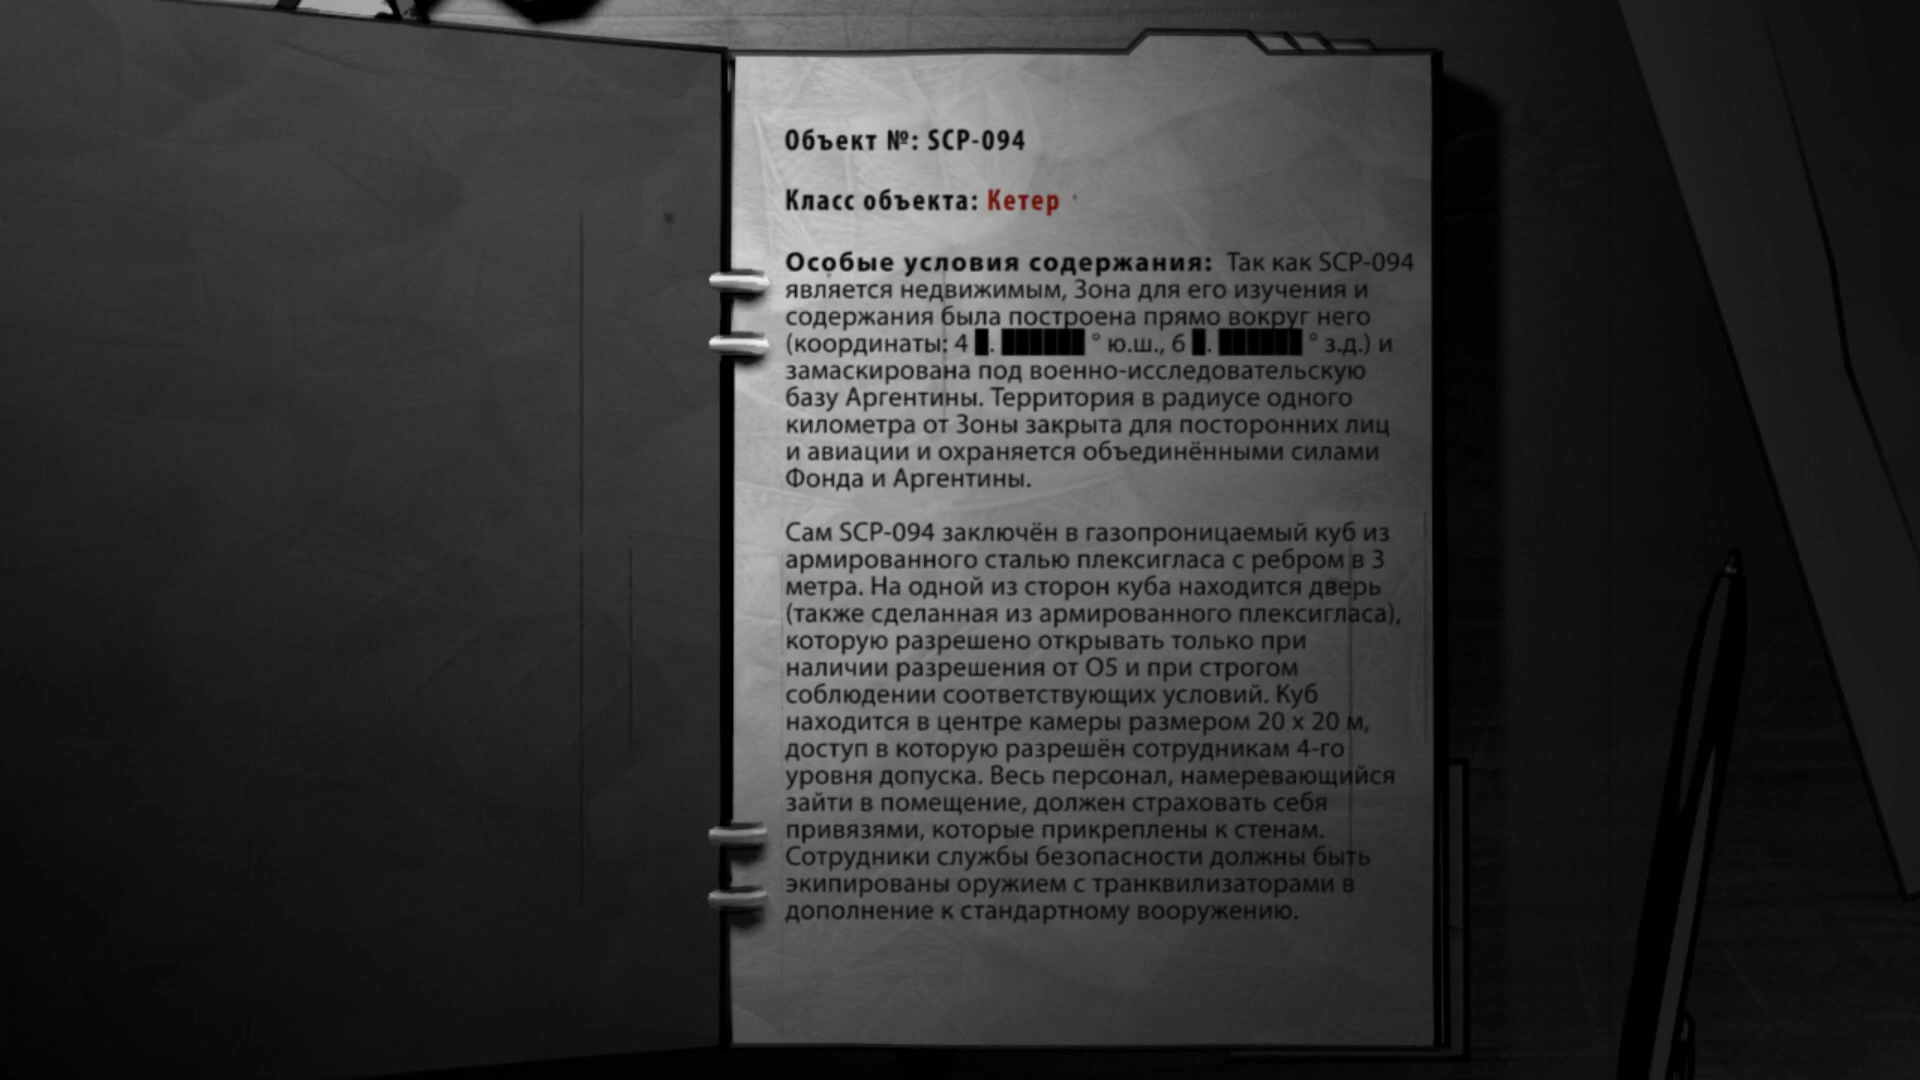 Объект №: SCP-094
Класс объекта: Кетер
Особые условия содержания: Так как SCP-094
является недвижимым, Зона для его изучения и
содержания была построена прямо вокруг него
(координаты: 4 █. ██████ ° ю.ш., 6 █. ██████ ° з.д.) и
замаскирована под военно-исследовательскую
базу Аргентины. Территория в радиусе одного
километра от Зоны закрыта для посторонних лиц
и авиации и охраняется объединёнными силами
Фонда и Аргентины.
Сам SCP-094 заключён в газопроницаемый куб из
армированного сталью плексигласа с ребром в 3
метра. На одной из сторон куба находится дверь
(также сделанная из армированного плексигласа),
которую разрешено открывать только при
наличии разрешения от О5 и при строгом
соблюдении соответствующих условий. Куб
находится в центре камеры размером 20 х 20 м,
доступ в которую разрешён сотрудникам 4-го
уровня допуска. Весь персонал, намеревающийся
зайти в помещение, должен страховать себя
привязями, которые прикреплены к стенам.
Сотрудники службы безопасности должны быть
экипированы оружием с транквилизаторами в
дополнение к стандартному вооружению.